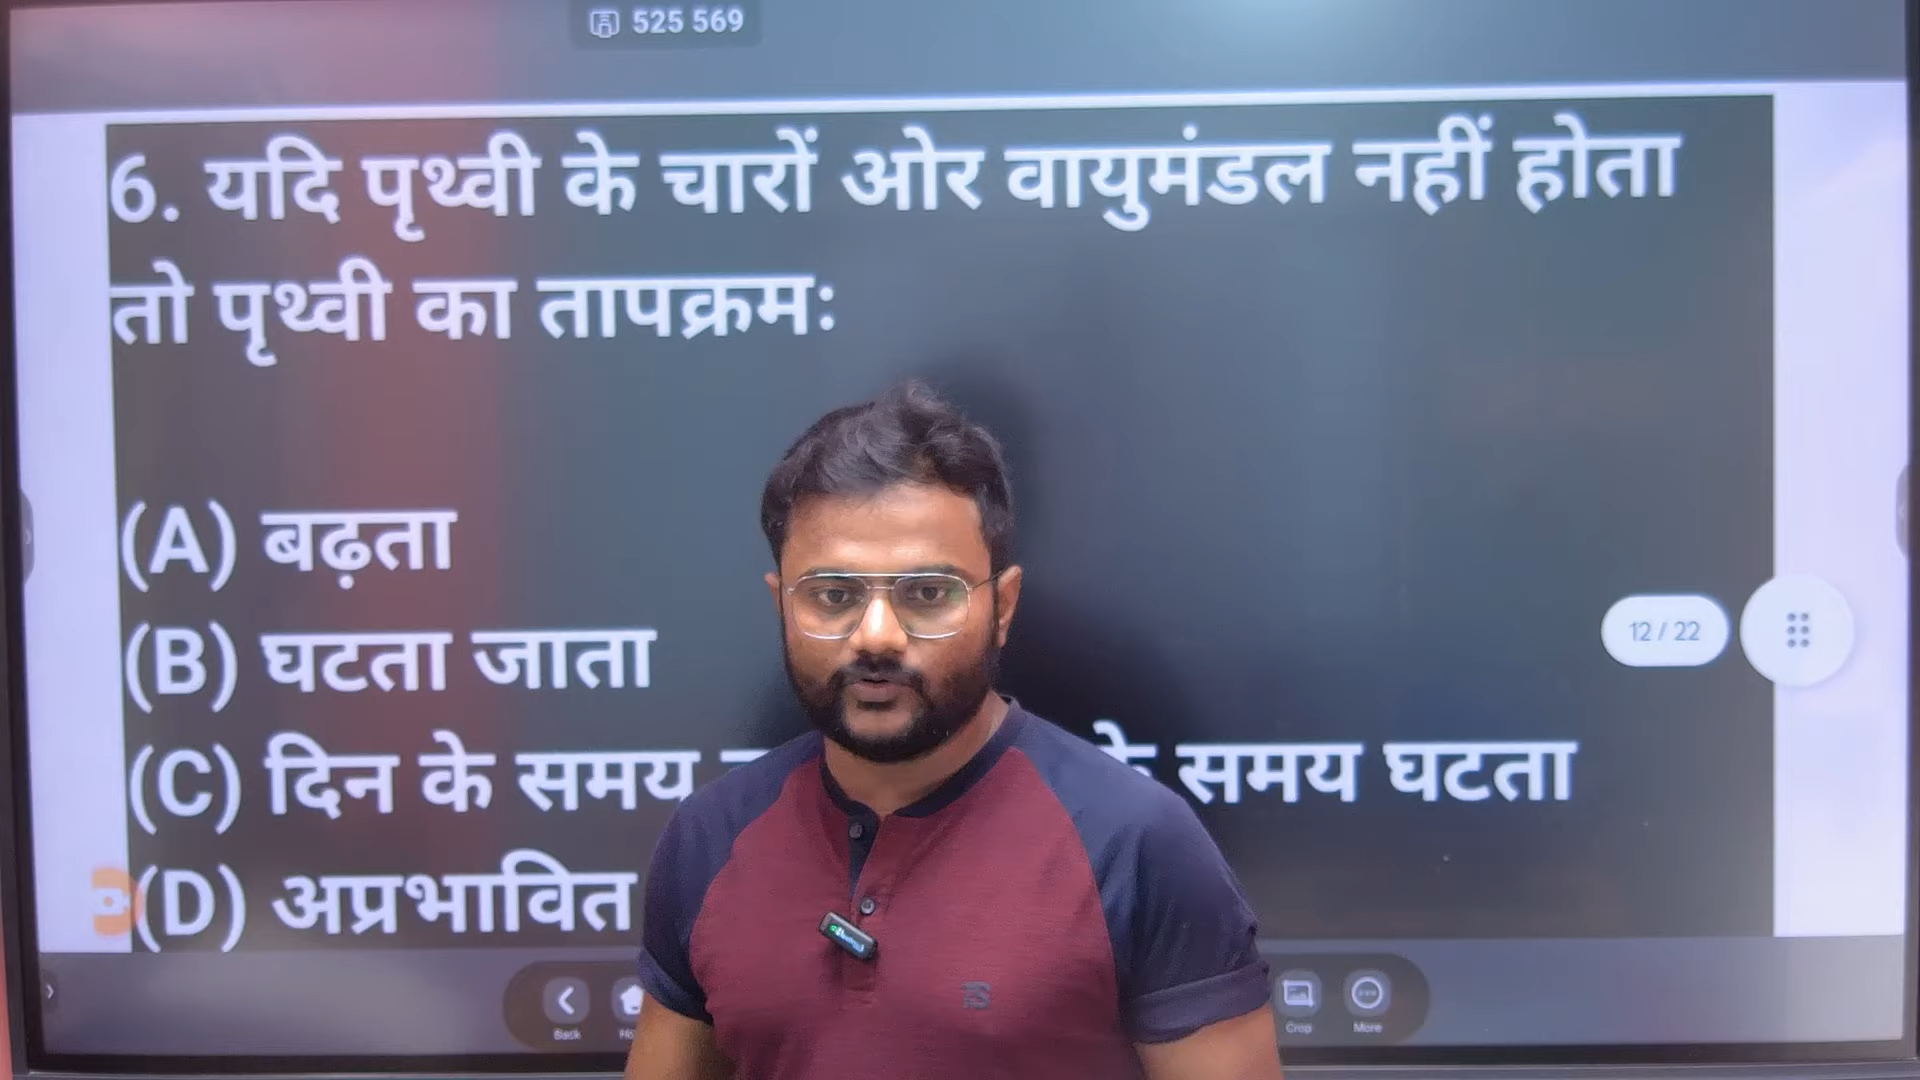 525 569
6. यदि पृथ्वी के चारों ओर वायुमंडल नहीं होता
तो पृथ्वी का तापक्रमः
(A) बढ़ता
(B) घटता जाता
12 / 22
(C) दिन के समय के समय घटता
(D) अप्रभावित
Back
Crop
More